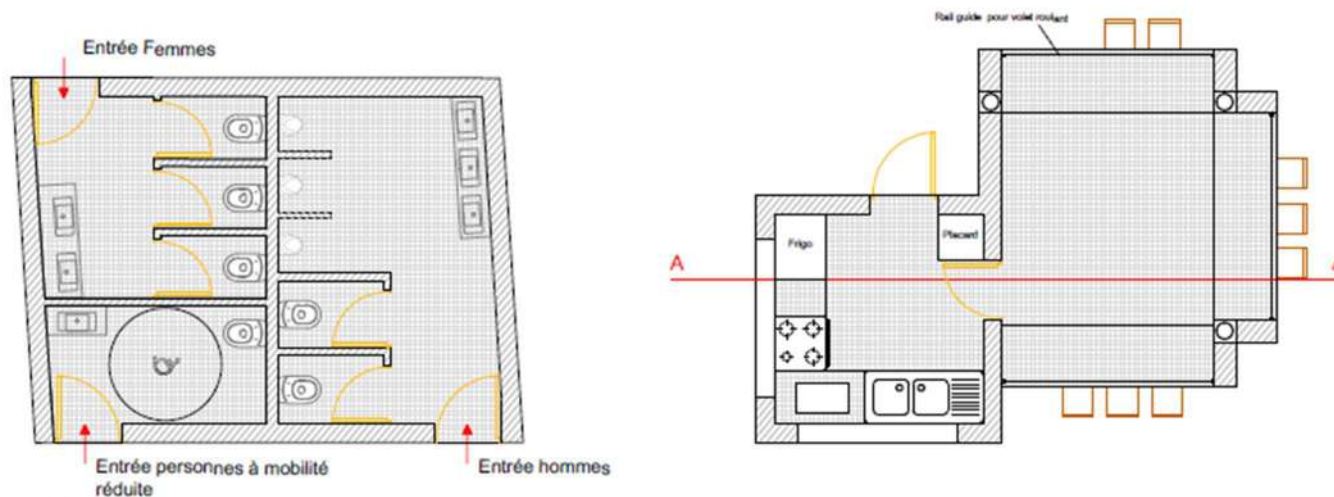 Entrée Femmes
Entrée personnes à mobilité
réduite
Entrée hommes
Rail guide pour volet roulant
Frigo
Placard
A
A